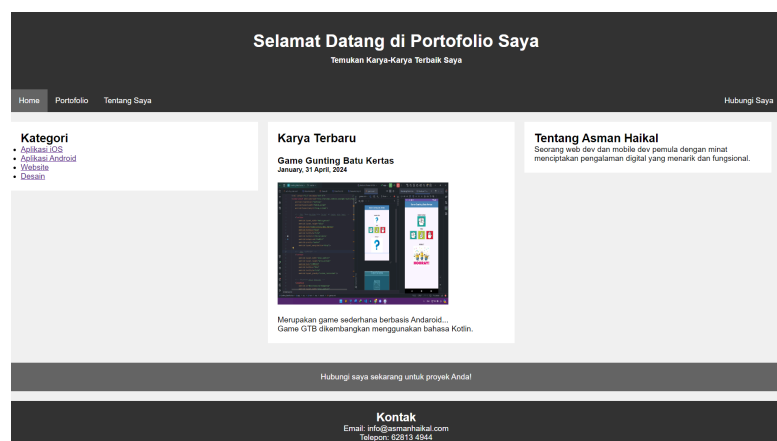 Selamat Datang di Portofolio Saya
Temukan Karya-Karya Terbaik Saya
Home Portofolio Tentang Saya Hubungi Saya
Kategori
Aplikasi iOS
Aplikasi Android
Website
Desain
Karya Terbaru
Game Gunting Batu Kertas
January, 31 April, 2024
Merupakan game sederhana berbasis Andaroid...
Game GTB dikembangkan menggunakan bahasa Kotlin.
Tentang Asman Haikal
Seorang web dev dan mobile dev pemula dengan minat
menciptakan pengalaman digital yang menarik dan fungsional.
Hubungi saya sekarang untuk proyek Anda!
Kontak
Email: info@asmanhaikal.com
Telepon: 62813 4944